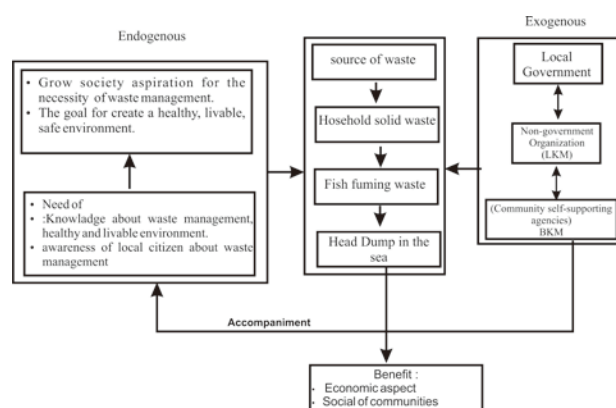 Endogenous
Exogenous
• Grow society aspiration for the
necessity of waste management.
• The goal for create a healthy, livable,
safe environment.
• Need of
• :Knowladge about waste management,
healthy and livable environment.
• awareness of local citizen about waste
management
source of waste
Hosehold solid waste
Fish fuming waste
Head Dump in the
sea
Local
Government
Non-government
Organization
(LKM)
(Community self-supporting
agencies)
BKM
Accompaniment
Benefit :
• Economic aspect
• Social of communities